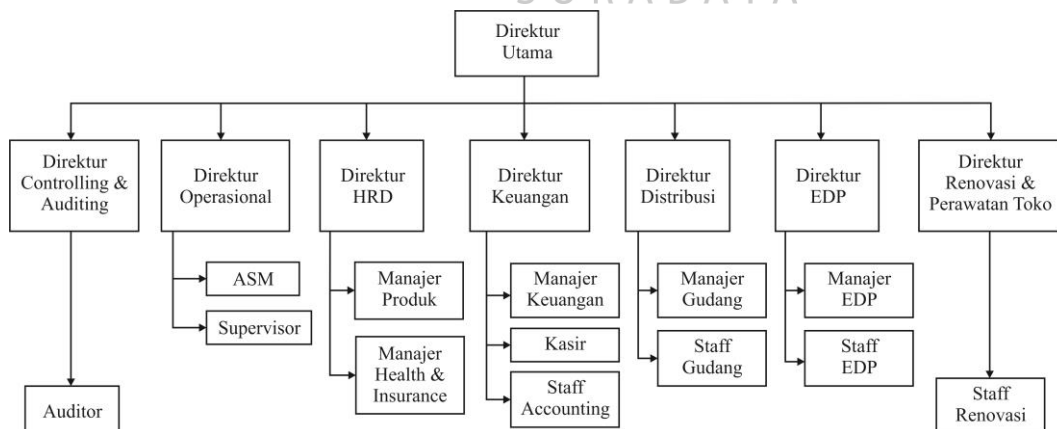 SURABAYA
Direktur
Utama
Direktur
Controlling &
Auditing
Direktur
Operasional
Direktur
HRD
Direktur
Keuangan
Direktur
Distribusi
Direktur
EDP
Direktur
Renovasi &
Perawatan Toko
ASM
Supervisor
Manajer
Produk
Manajer
Health &
Insurance
Manajer
Keuangan
Kasir
Staff
Accounting
Manajer
Gudang
Staff
Gudang
Manajer
EDP
Staff
EDP
Auditor
Staff
Renovasi